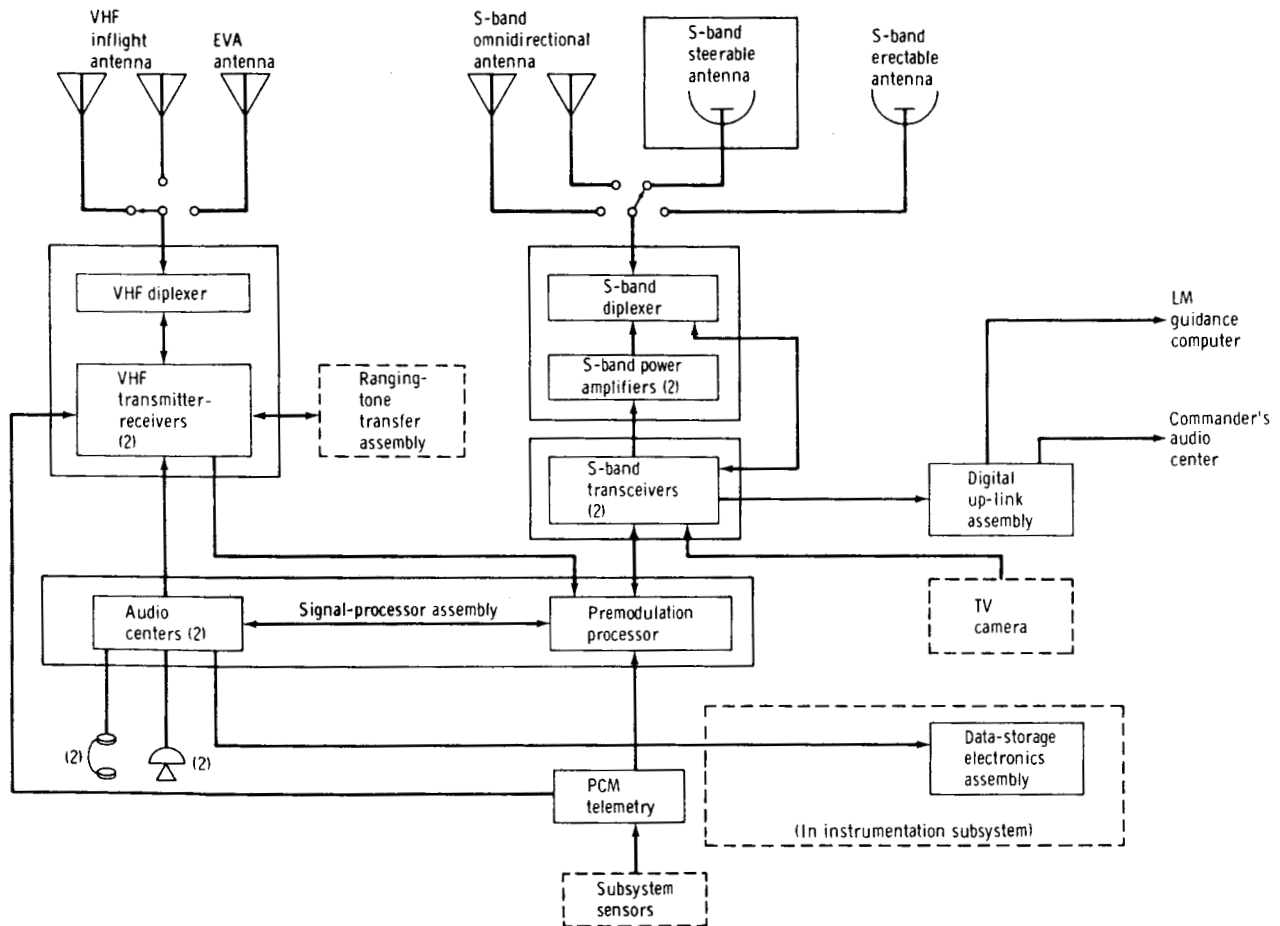 VHF
inflight
antenna
EVA
antenna
S-band
omnidirectional
antenna
S-band
steerable
antenna
S-band
erectable
antenna
VHF diplexer
S-band
diplexer
LM
guidance
computer
VHF
transmitter-
receivers
(2)
Ranging-
tone
transfer
assembly
S-band power
amplifiers (2)
Commander's
audio
center
S-band
transceivers
(2)
Digital
up-link
assembly
Audio
centers (2)
Signal-processor assembly
Premodulation
processor
TV
camera
(2)
(2)
Data-storage
electronics
assembly
PCM
telemetry
(In instrumentation subsystem)
Subsystem
sensors